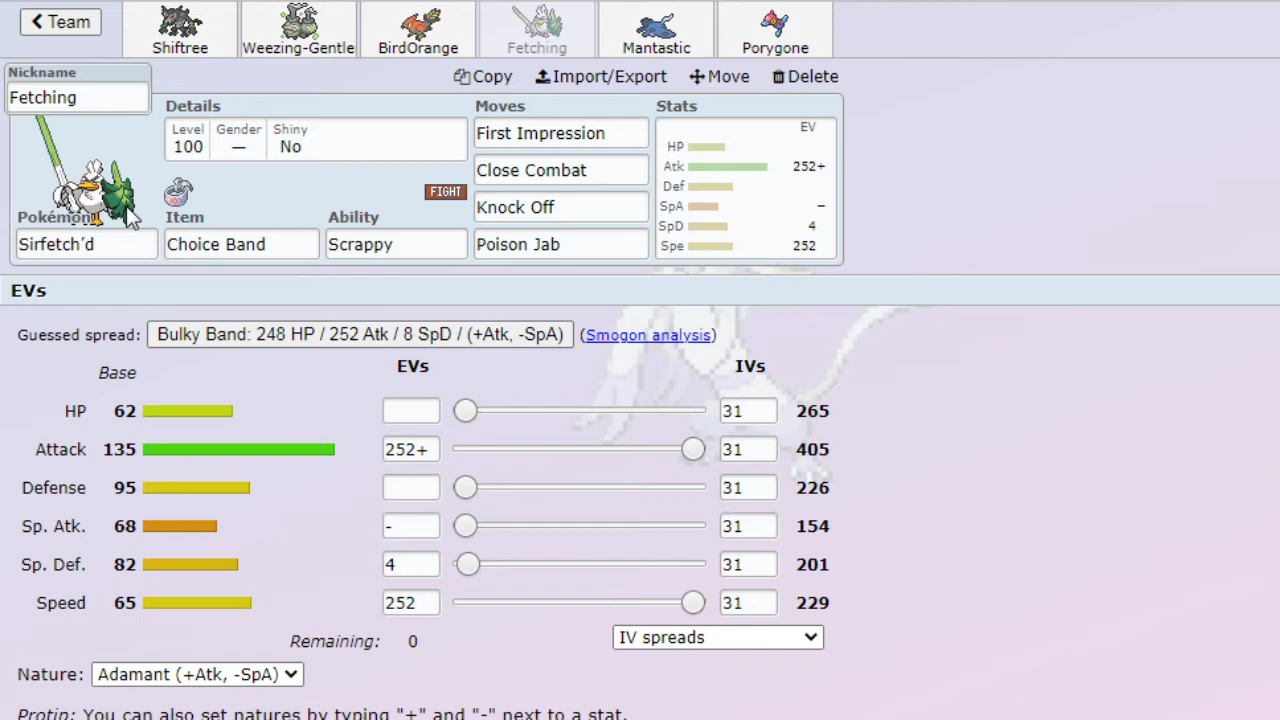 Team
Shiftree
Weezing-Gentle
BirdOrange
Fetching
Mantastic
Porygone
Copy Import/Export Move Delete
Nickname
Fetching
Details
Level Gender Shiny
100 — No
FIGHT
Pokémon Item Ability
Sirfetch'd Choice Band Scrappy
Moves
First Impression
Close Combat
Knock Off
Poison Jab
Stats
EV
HP
Atk 252+
Def
SpA –
SpD 4
Spe 252
EVs
Guessed spread: Bulky Band: 248 HP / 252 Atk / 8 SpD / (+Atk, -SpA) (Smogon analysis)
Base EVs IVs
HP 62 31 265
Attack 135 252+ 31 405
Defense 95 31 226
Sp. Atk. 68 - 31 154
Sp. Def. 82 4 31 201
Speed 65 252 31 229
Remaining: 0 IV spreads
Nature: Adamant (+Atk, -SpA)
Protip: You can also set natures by typing "+" and "-" next to a stat.